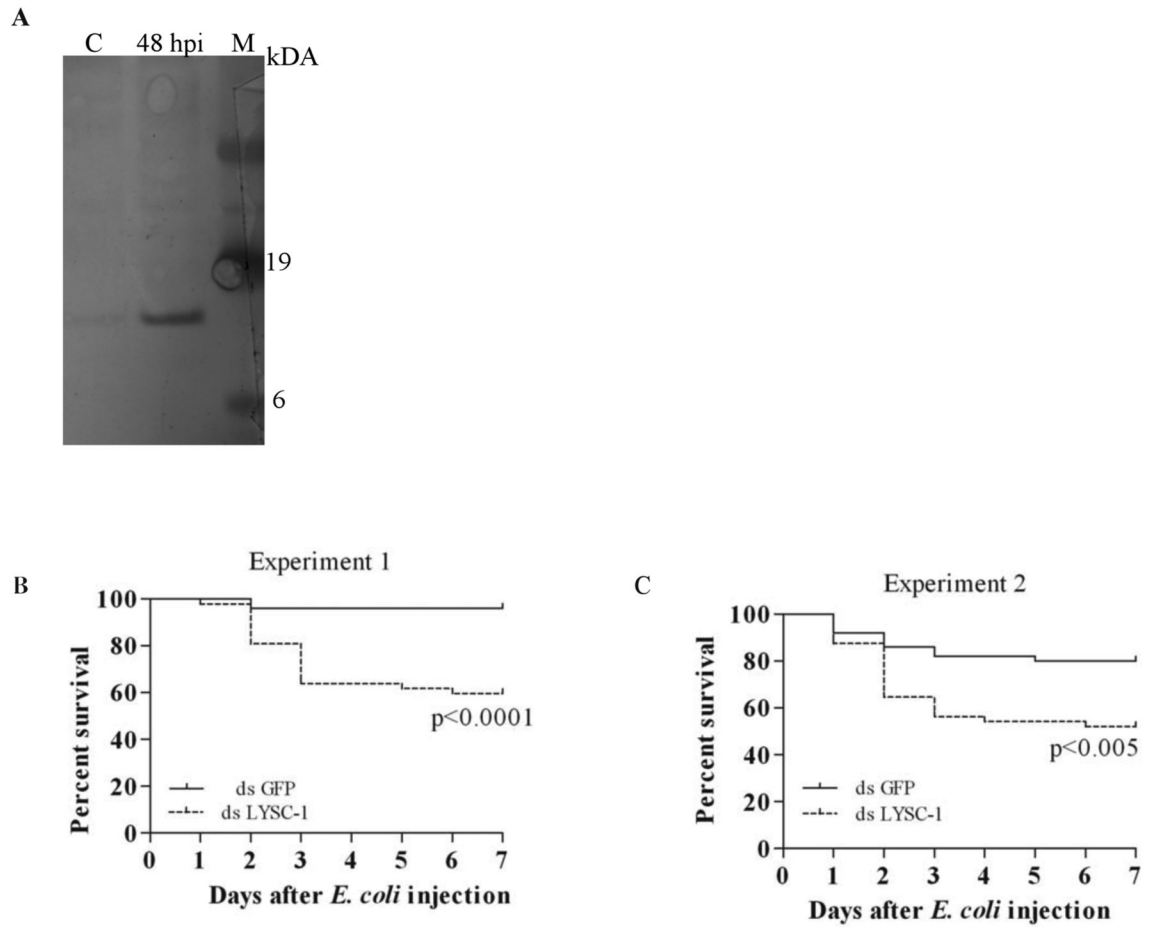 A
C 48 hpi M
kDA
19
6
Experiment 1
B
100
80
60
40
20
0
Percent survival
p<0.0001
ds GFP
ds LYSC-1
0 1 2 3 4 5 6 7
Days after E. coli injection
Experiment 2
C
100
80
60
40
20
0
Percent survival
p<0.005
ds GFP
ds LYSC-1
0 1 2 3 4 5 6 7
Days after E. coli injection